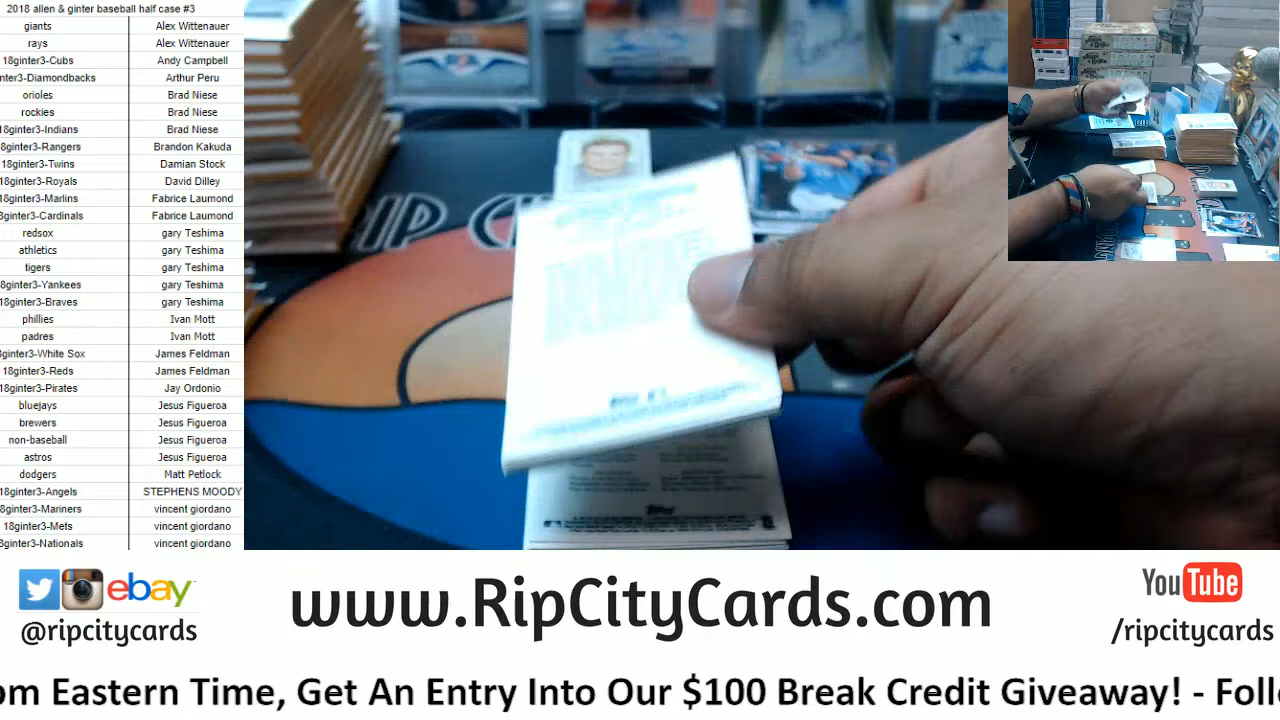 2018 allen & ginter baseball half case #3
giants Alex Wittenauer
rays Alex Wittenauer
18ginter3-Cubs Andy Campbell
nter3-Diamondbacks Arthur Peru
orioles Brad Niese
rockies Brad Niese
18ginter3-Indians Brad Niese
18ginter3-Rangers Brandon Kakuda
18ginter3-Twins Damian Stock
18ginter3-Royals David Dilley
18ginter3-Marlins Fabrice Laumond
8ginter3-Cardinals Fabrice Laumond
redsox gary Teshima
athletics gary Teshima
tigers gary Teshima
8ginter3-Yankees gary Teshima
18ginter3-Braves gary Teshima
phillies Ivan Mott
padres Ivan Mott
8ginter3-White Sox James Feldman
18ginter3-Reds James Feldman
18ginter3-Pirates Jay Ordonio
bluejays Jesus Figueroa
brewers Jesus Figueroa
non-baseball Jesus Figueroa
astros Jesus Figueroa
dodgers Matt Petlock
18ginter3-Angels STEPHENS MOODY
8ginter3-Mariners vincent giordano
18ginter3-Mets vincent giordano
8ginter3-Nationals vincent giordano
RIP C
Topps
ebay
@ripcitycards
www.RipCityCards.com
YouTube
/ripcitycards
om Eastern Time, Get An Entry Into Our $100 Break Credit Giveaway! - Follo